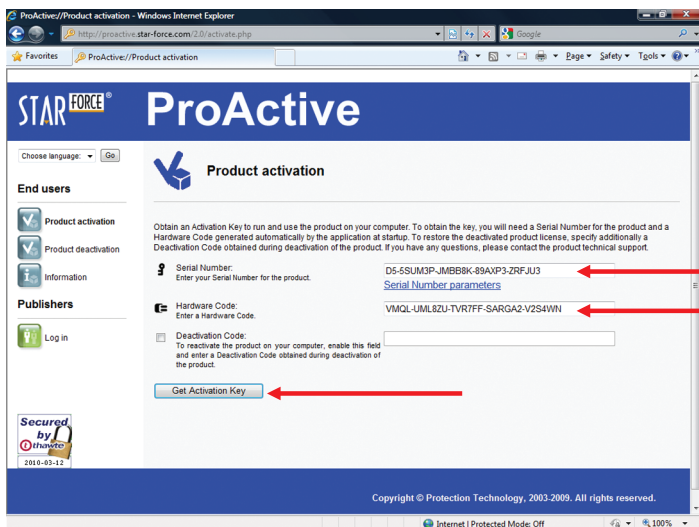 ProActive://Product activation - Windows Internet Explorer
http://proactive.star-force.com/2.0/activate.php
Google
Favorites
ProActive://Product activation
Page
Safety
Tools
STAR FORCE®
ProActive
Choose language:
Go
Product activation
End users
Product activation
Product deactivation
Information
Publishers
Log in
Obtain an Activation Key to run and use the product on your computer. To obtain the key, you will need a Serial Number for the product and a
Hardware Code generated automatically by the application at startup. To restore the deactivated product license, specify additionally a
Deactivation Code obtained during deactivation of the product. If you have any questions, please contact the product technical support.
Serial Number:
Enter your Serial Number for the product.
D5-5SUM3P-JMBB8K-89AXP3-ZRFJU3
Serial Number parameters
Hardware Code:
Enter a Hardware Code.
VMQL-UML8ZU-TVR7FF-SARGA2-V2S4WN
Deactivation Code:
To reactivate the product on your computer, enable this field
and enter a Deactivation Code obtained during deactivation of
the product.
Get Activation Key
Secured
by
thawte
2010-03-12
Copyright © Protection Technology, 2003-2009. All rights reserved.
Internet | Protected Mode: Off
100%